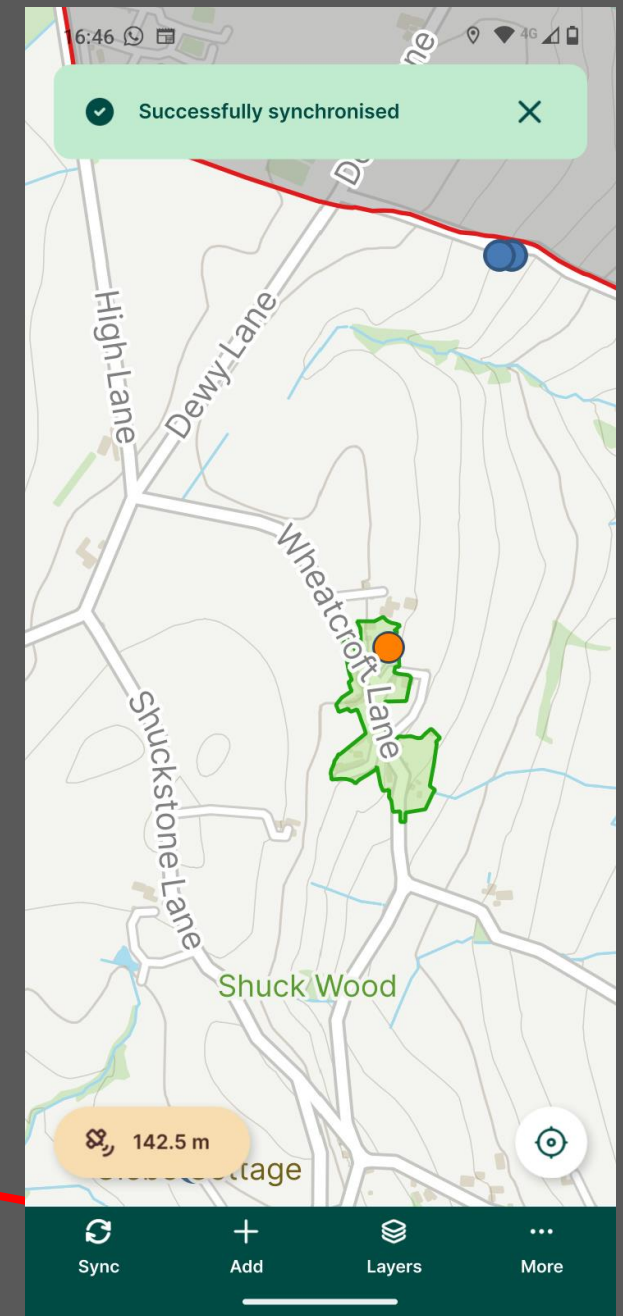 16:46
4G
Successfully synchronised
High Lane
Dewy Lane
Wheatcroft Lane
Shuckstone Lane
Shuck Wood
142.5 m
Sync
Add
Layers
More